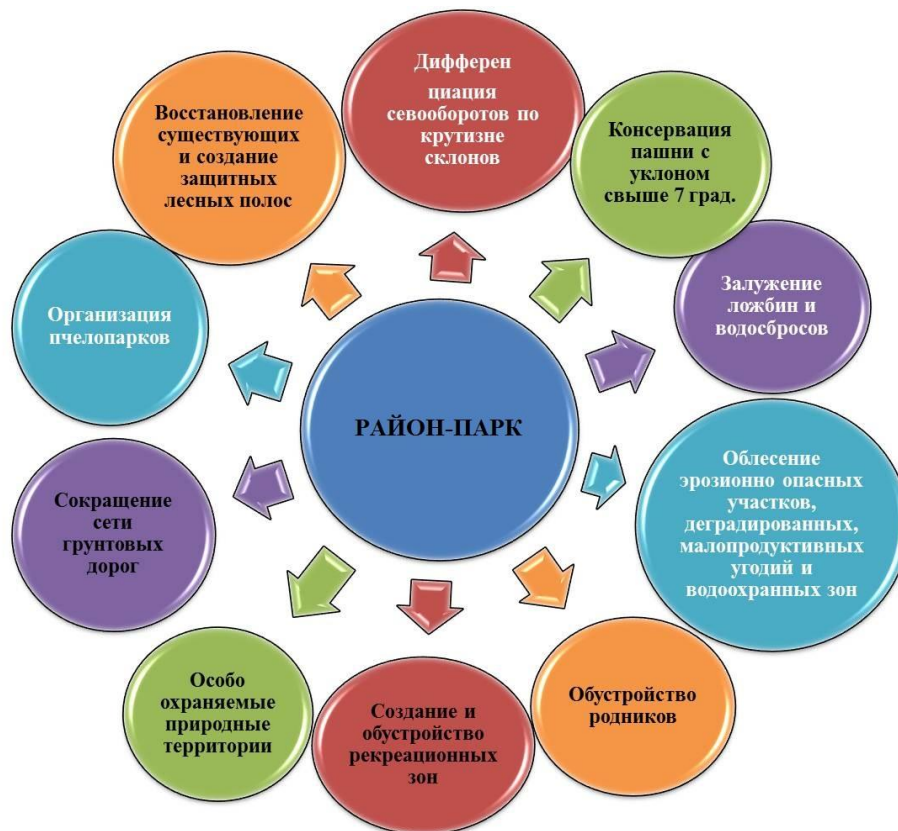 Дифферен
циация
севооборотов по
крутизне
склонов
Консервация
пашни с
уклоном
свыше 7 град.
Залужение
ложбин и
водосбросов
Облесение
эрозионно опасных
участков,
деградированных,
малопродуктивных
угодий и
водоохранных зон
Обустройство
родников
Создание и
обустройство
рекреационных
зон
Особо
охраняемые
природные
территории
Сокращение
сети
грунтовых
дорог
Организация
пчелопарков
Восстановление
существующих
и создание
защитных
лесных полос
РАЙОН-ПАРК